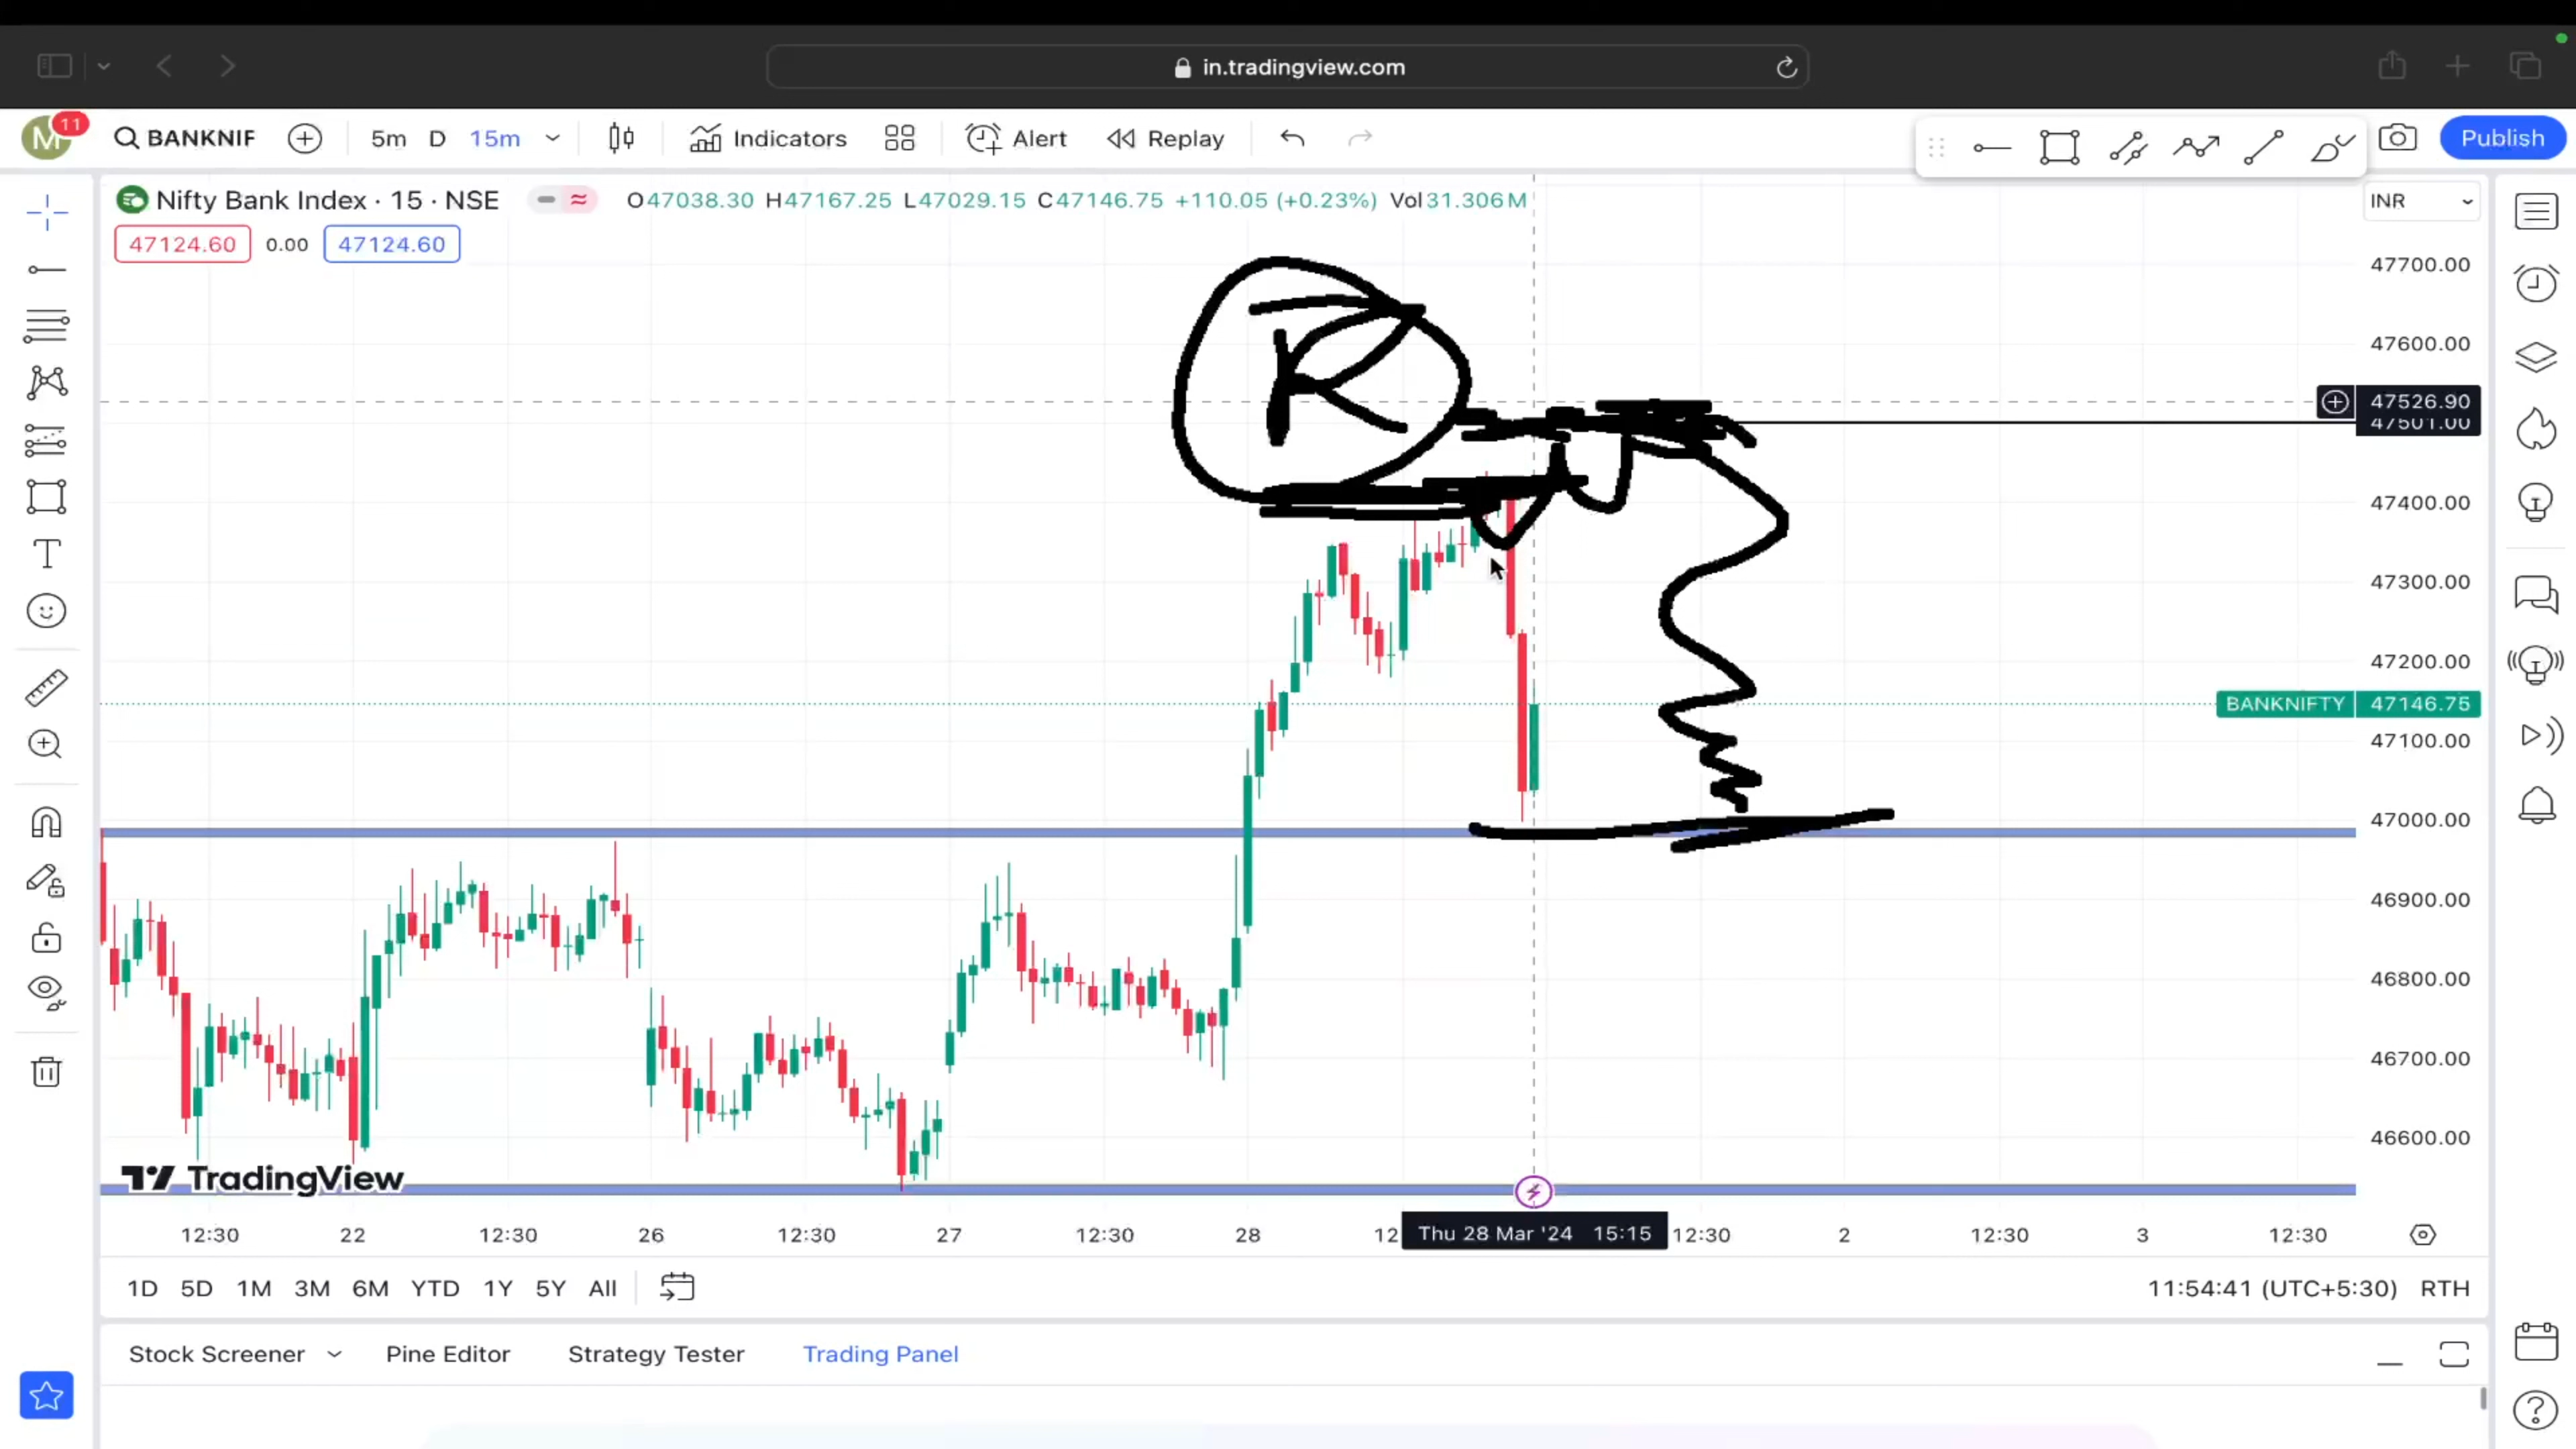 in.tradingview.com
M 11 BANKNIF 5m D 15m Indicators Alert Replay Publish
Nifty Bank Index · 15 · NSE O47038.30 H47167.25 L47029.15 C47146.75 +110.05 (+0.23%) Vol31.306M INR
47124.60 0.00 47124.60
47700.00
R
47600.00
47526.90
47501.00
47400.00
47300.00
47200.00
BANKNIFTY 47146.75
47100.00
47000.00
46900.00
46800.00
46700.00
46600.00
TradingView
12:30 22 12:30 26 12:30 27 12:30 28 12 Thu 28 Mar '24 15:15 12:30 2 12:30 3 12:30
1D 5D 1M 3M 6M YTD 1Y 5Y All 11:54:41 (UTC+5:30) RTH
Stock Screener Pine Editor Strategy Tester Trading Panel